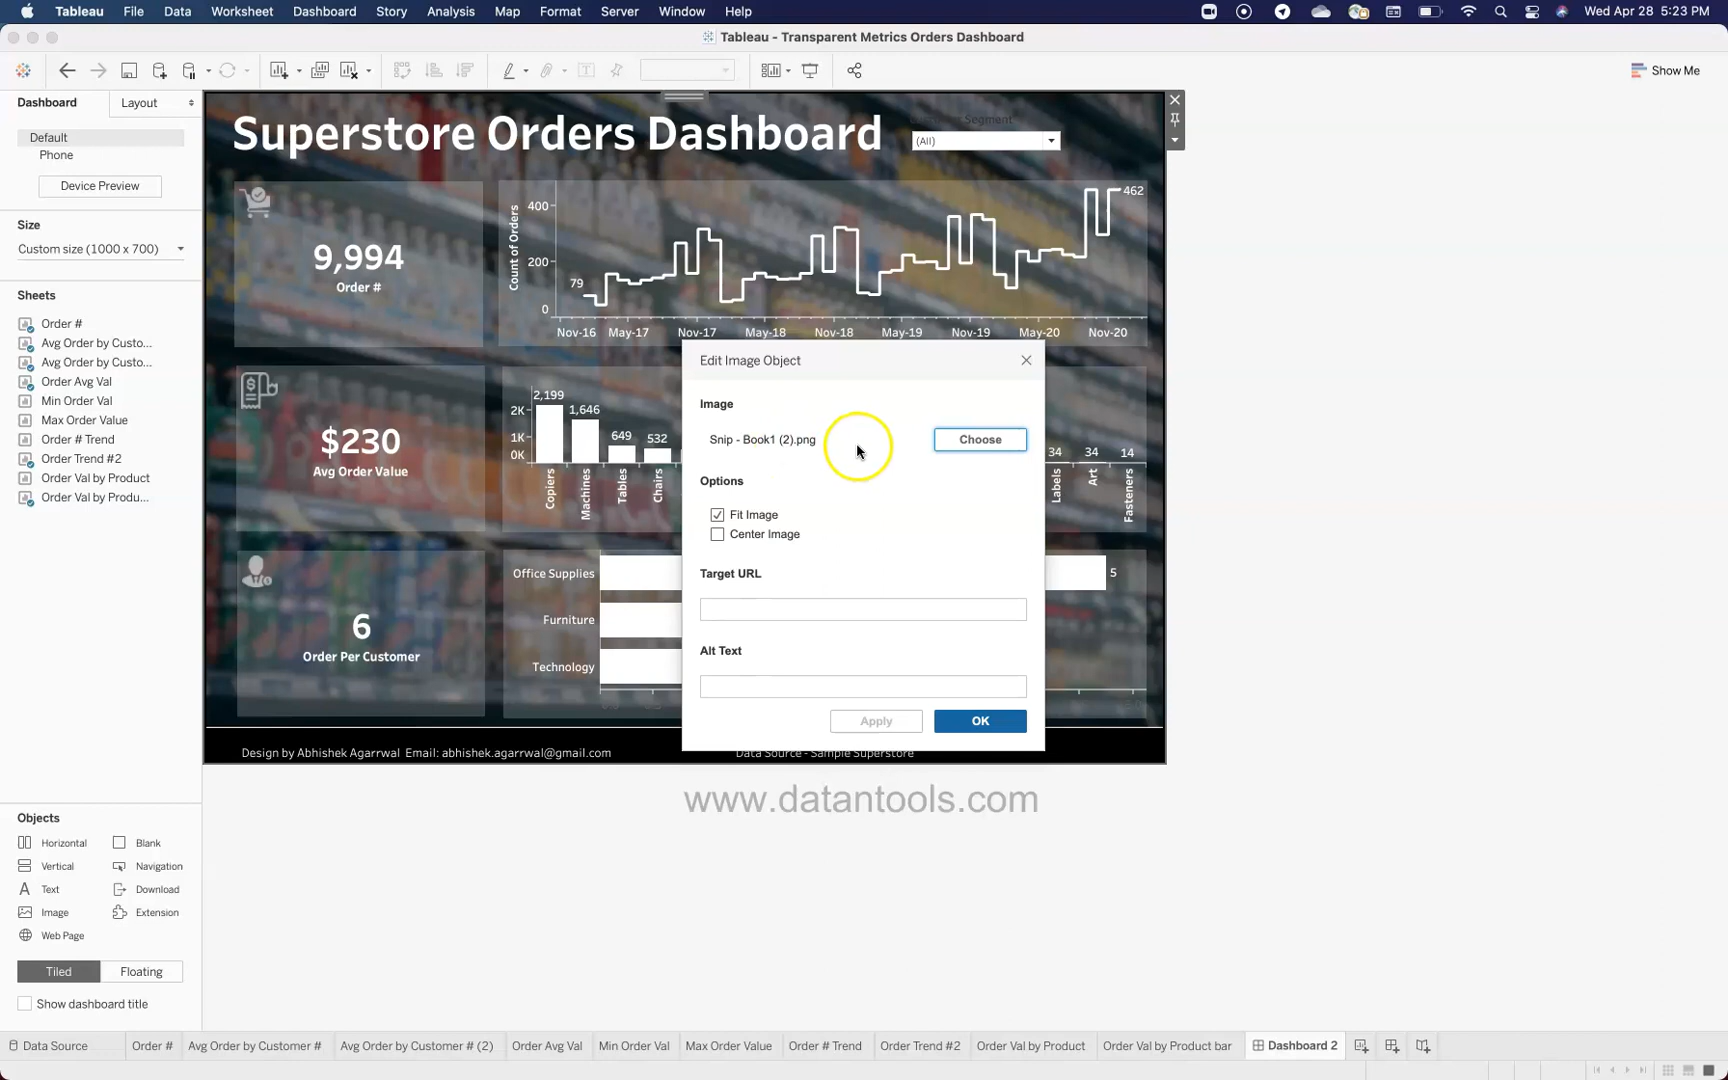 Tableau File Data Worksheet Dashboard Story Analysis Map Format Server Window Help Wed Apr 28 5:23 PM
Tableau - Transparent Metrics Orders Dashboard
Show Me
Dashboard Layout
Default
Phone
Device Preview
Size
Custom size (1000 x 700)
Sheets
Order #
Avg Order by Custo...
Avg Order by Custo...
Order Avg Val
Min Order Val
Max Order Value
Order # Trend
Order Trend #2
Order Val by Product
Order Val by Produ...
Objects
Horizontal Blank
Vertical Navigation
Text Download
Image Extension
Web Page
Tiled Floating
Show dashboard title
Superstore Orders Dashboard
Segment
(All)
9,994
Order #
Count of Orders
400
200
0
79
462
Nov-16 May-17 Nov-17 May-18 Nov-18 May-19 Nov-19 May-20 Nov-20
$230
Avg Order Value
2K
1K
0K
2,199 1,646 649 532
34 34 14
Copiers Machines Tables Chairs
Labels Art Fasteners
6
Order Per Customer
Office Supplies
Furniture
Technology
5
Edit Image Object
Image
Snip - Book1 (2).png Choose
Options
Fit Image
Center Image
Target URL
Alt Text
Apply OK
Design by Abhishek Agarrwal Email: abhishek.agarrwal@gmail.com
Data Source - Sample Superstore
www.datantools.com
Data Source Order # Avg Order by Customer # Avg Order by Customer # (2) Order Avg Val Min Order Val Max Order Value Order # Trend Order Trend #2 Order Val by Product Order Val by Product bar Dashboard 2